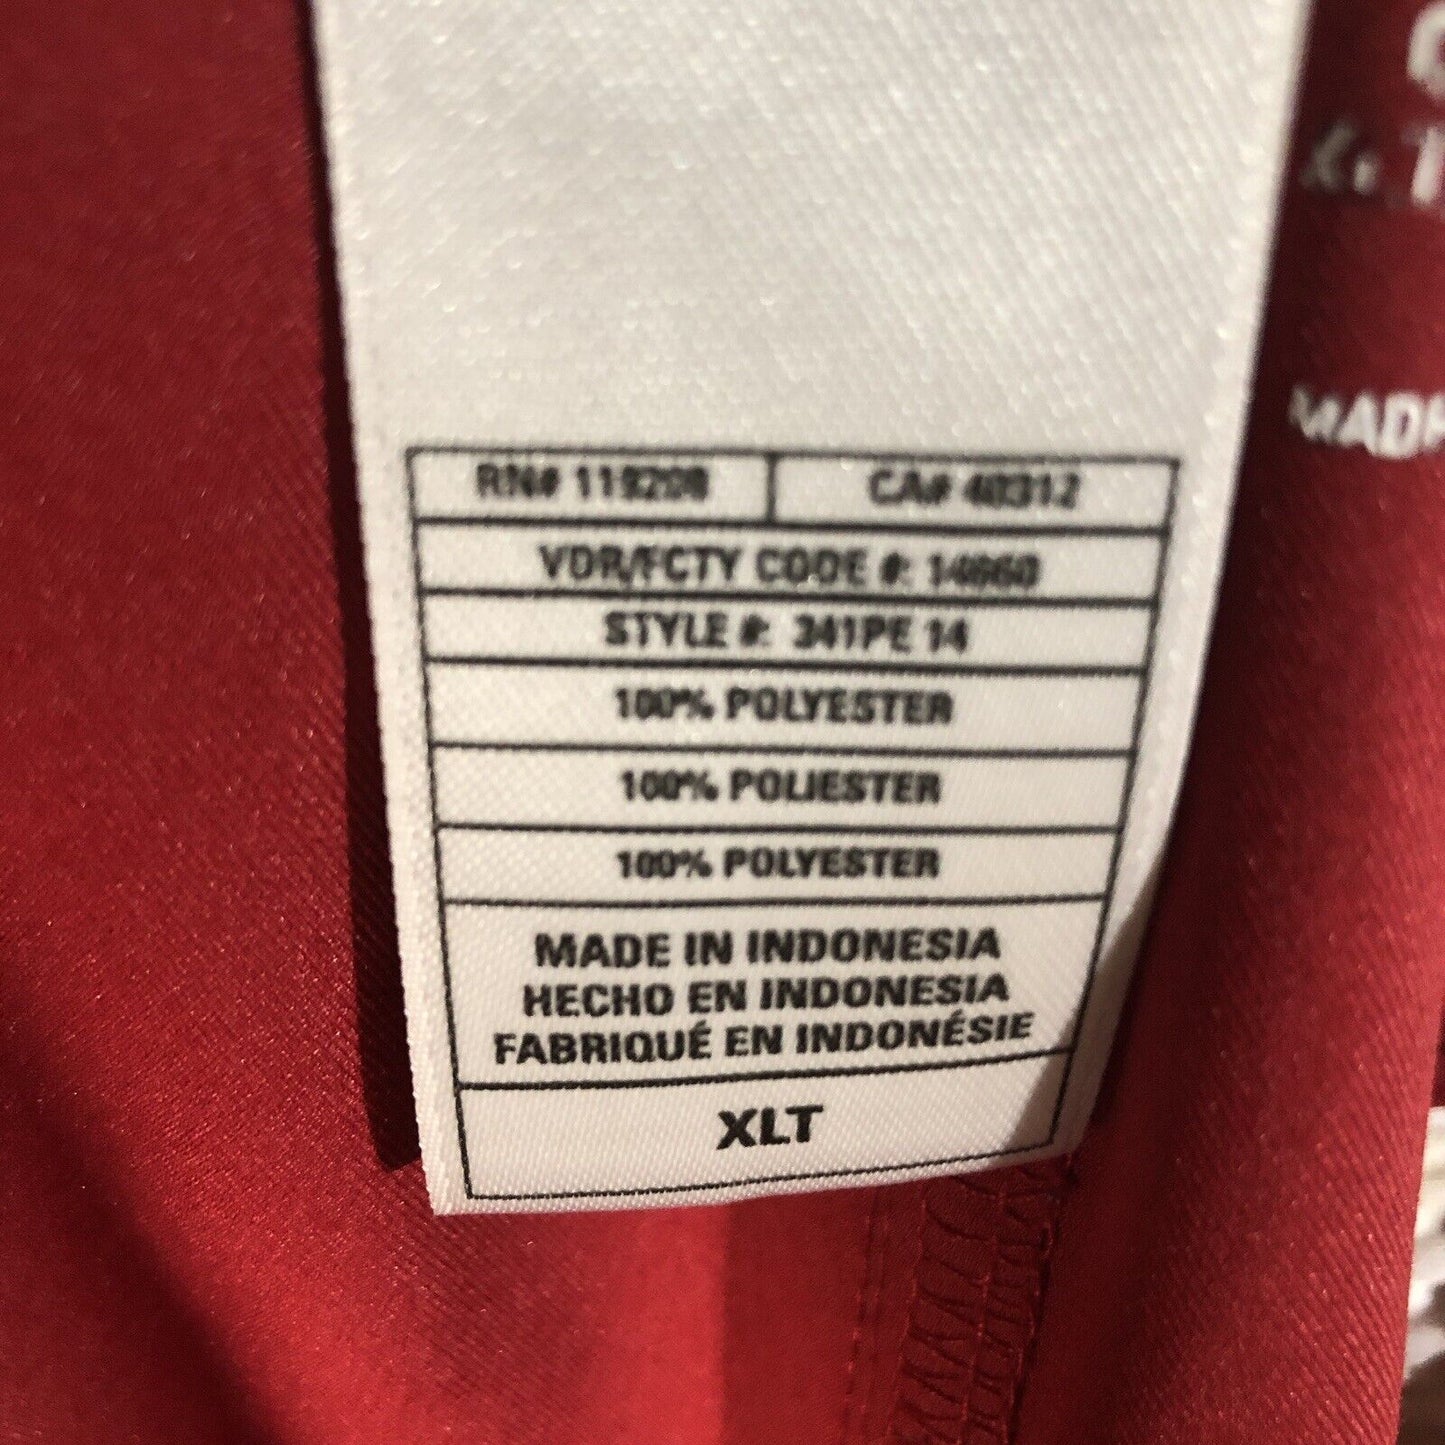 RN# 119208 CA# 40312
VDR/FCTY CODE #: 14860
STYLE #: 341PE 14
100% POLYESTER
100% POLIESTER
100% POLYESTER
MADE IN INDONESIA
HECHO EN INDONESIA
FABRIQUÉ EN INDONÉSIE
XLT